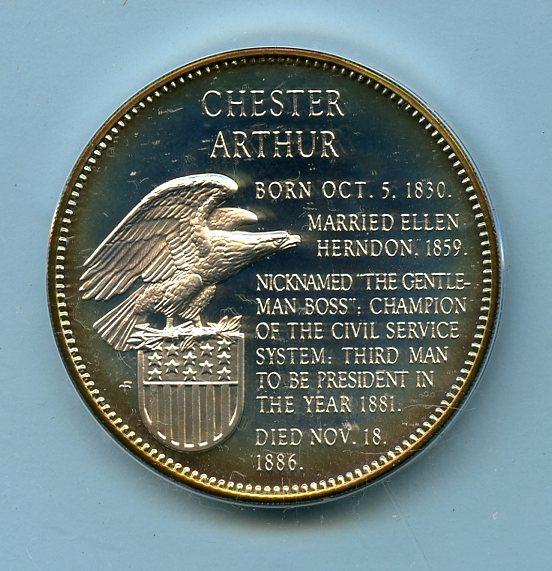 CHESTER
ARTHUR
BORN OCT. 5, 1830.
MARRIED ELLEN
HERNDON, 1859.
NICKNAMED "THE GENTLE-
MAN BOSS"; CHAMPION
OF THE CIVIL SERVICE
SYSTEM; THIRD MAN
TO BE PRESIDENT IN
THE YEAR 1881.
DIED NOV. 18,
1886.